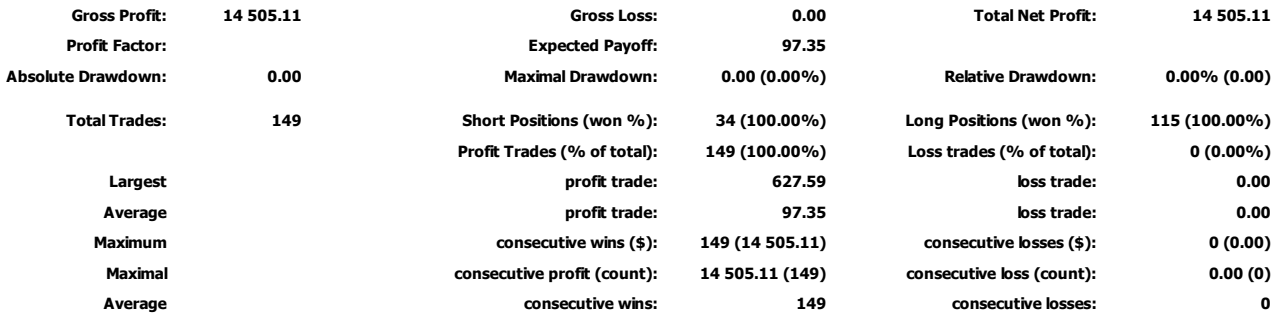 Gross Profit: 14 505.11 Gross Loss: 0.00 Total Net Profit: 14 505.11
Profit Factor: Expected Payoff: 97.35
Absolute Drawdown: 0.00 Maximal Drawdown: 0.00 (0.00%) Relative Drawdown: 0.00% (0.00)
Total Trades: 149 Short Positions (won %): 34 (100.00%) Long Positions (won %): 115 (100.00%)
Profit Trades (% of total): 149 (100.00%) Loss trades (% of total): 0 (0.00%)
Largest profit trade: 627.59 loss trade: 0.00
Average profit trade: 97.35 loss trade: 0.00
Maximum consecutive wins ($): 149 (14 505.11) consecutive losses ($): 0 (0.00)
Maximal consecutive profit (count): 14 505.11 (149) consecutive loss (count): 0.00 (0)
Average consecutive wins: 149 consecutive losses: 0